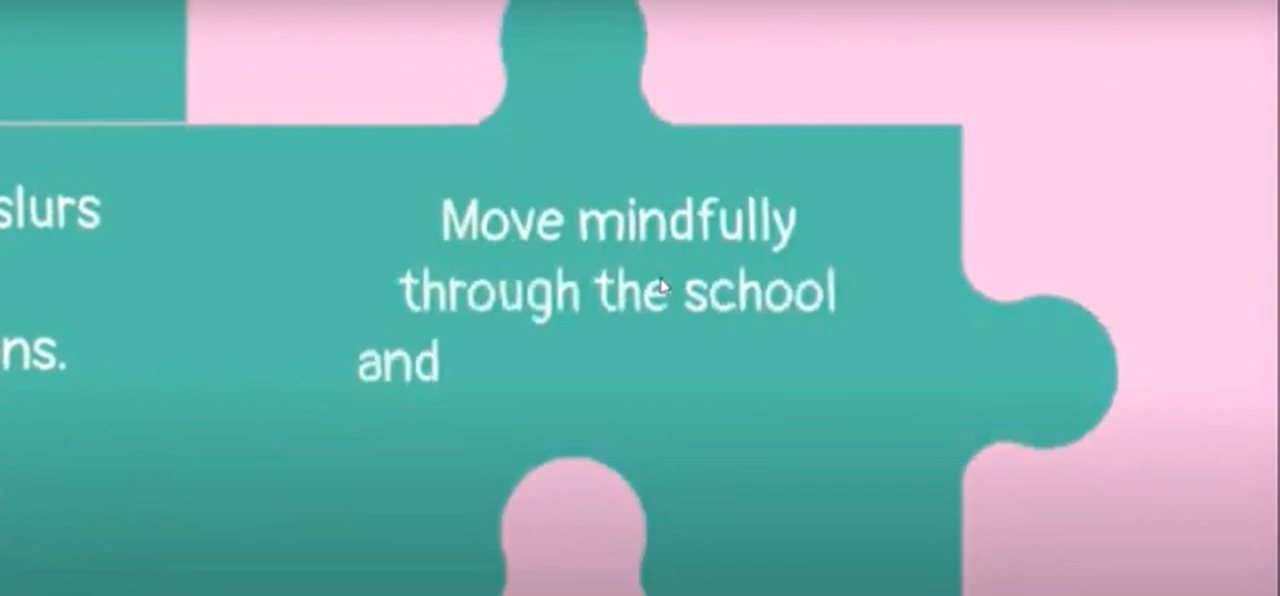 slurs
ns.
Move mindfully
through the school
and